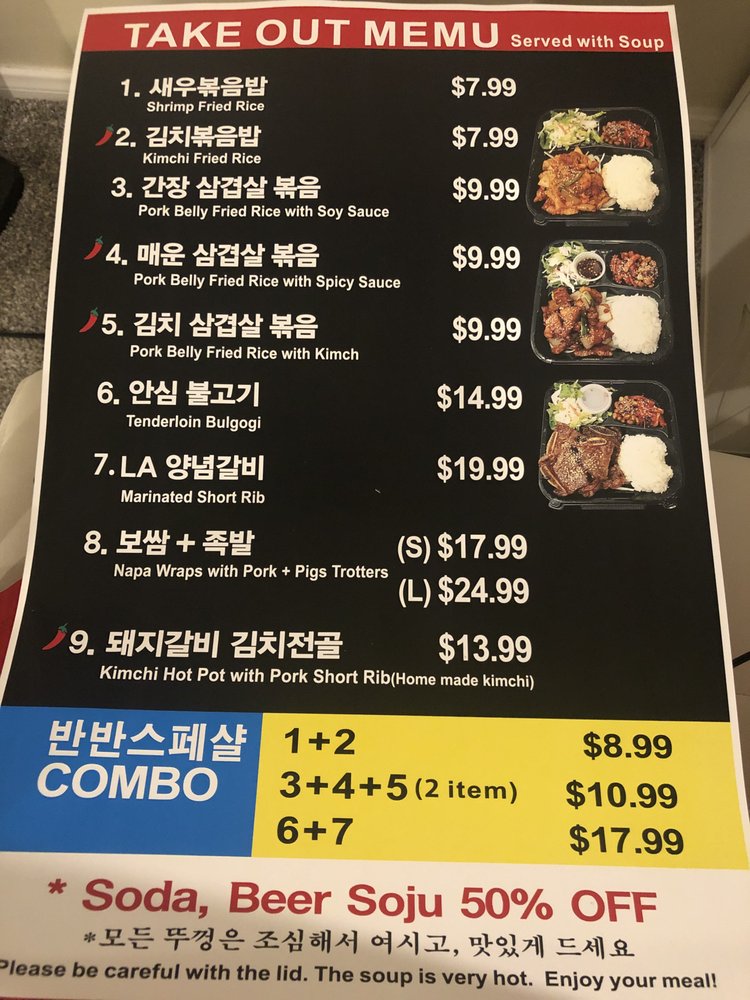 TAKE OUT MEMU Served with Soup
1. 새우볶음밥 $7.99
Shrimp Fried Rice
2. 김치볶음밥 $7.99
Kimchi Fried Rice
3. 간장 삼겹살 볶음 $9.99
Pork Belly Fried Rice with Soy Sauce
4. 매운 삼겹살 볶음 $9.99
Pork Belly Fried Rice with Spicy Sauce
5. 김치 삼겹살 볶음 $9.99
Pork Belly Fried Rice with Kimch
6. 안심 불고기 $14.99
Tenderloin Bulgogi
7. LA 양념갈비 $19.99
Marinated Short Rib
8. 보쌈 + 족발 (S) $17.99
Napa Wraps with Pork + Pigs Trotters
(L) $24.99
9. 돼지갈비 김치전골 $13.99
Kimchi Hot Pot with Pork Short Rib(Home made kimchi)
반반스페샬
COMBO
1+2 $8.99
3+4+5 (2 item) $10.99
6+7 $17.99
* Soda, Beer Soju 50% OFF
*모든 뚜껑은 조심해서 여시고, 맛있게 드세요
Please be careful with the lid. The soup is very hot. Enjoy your meal!